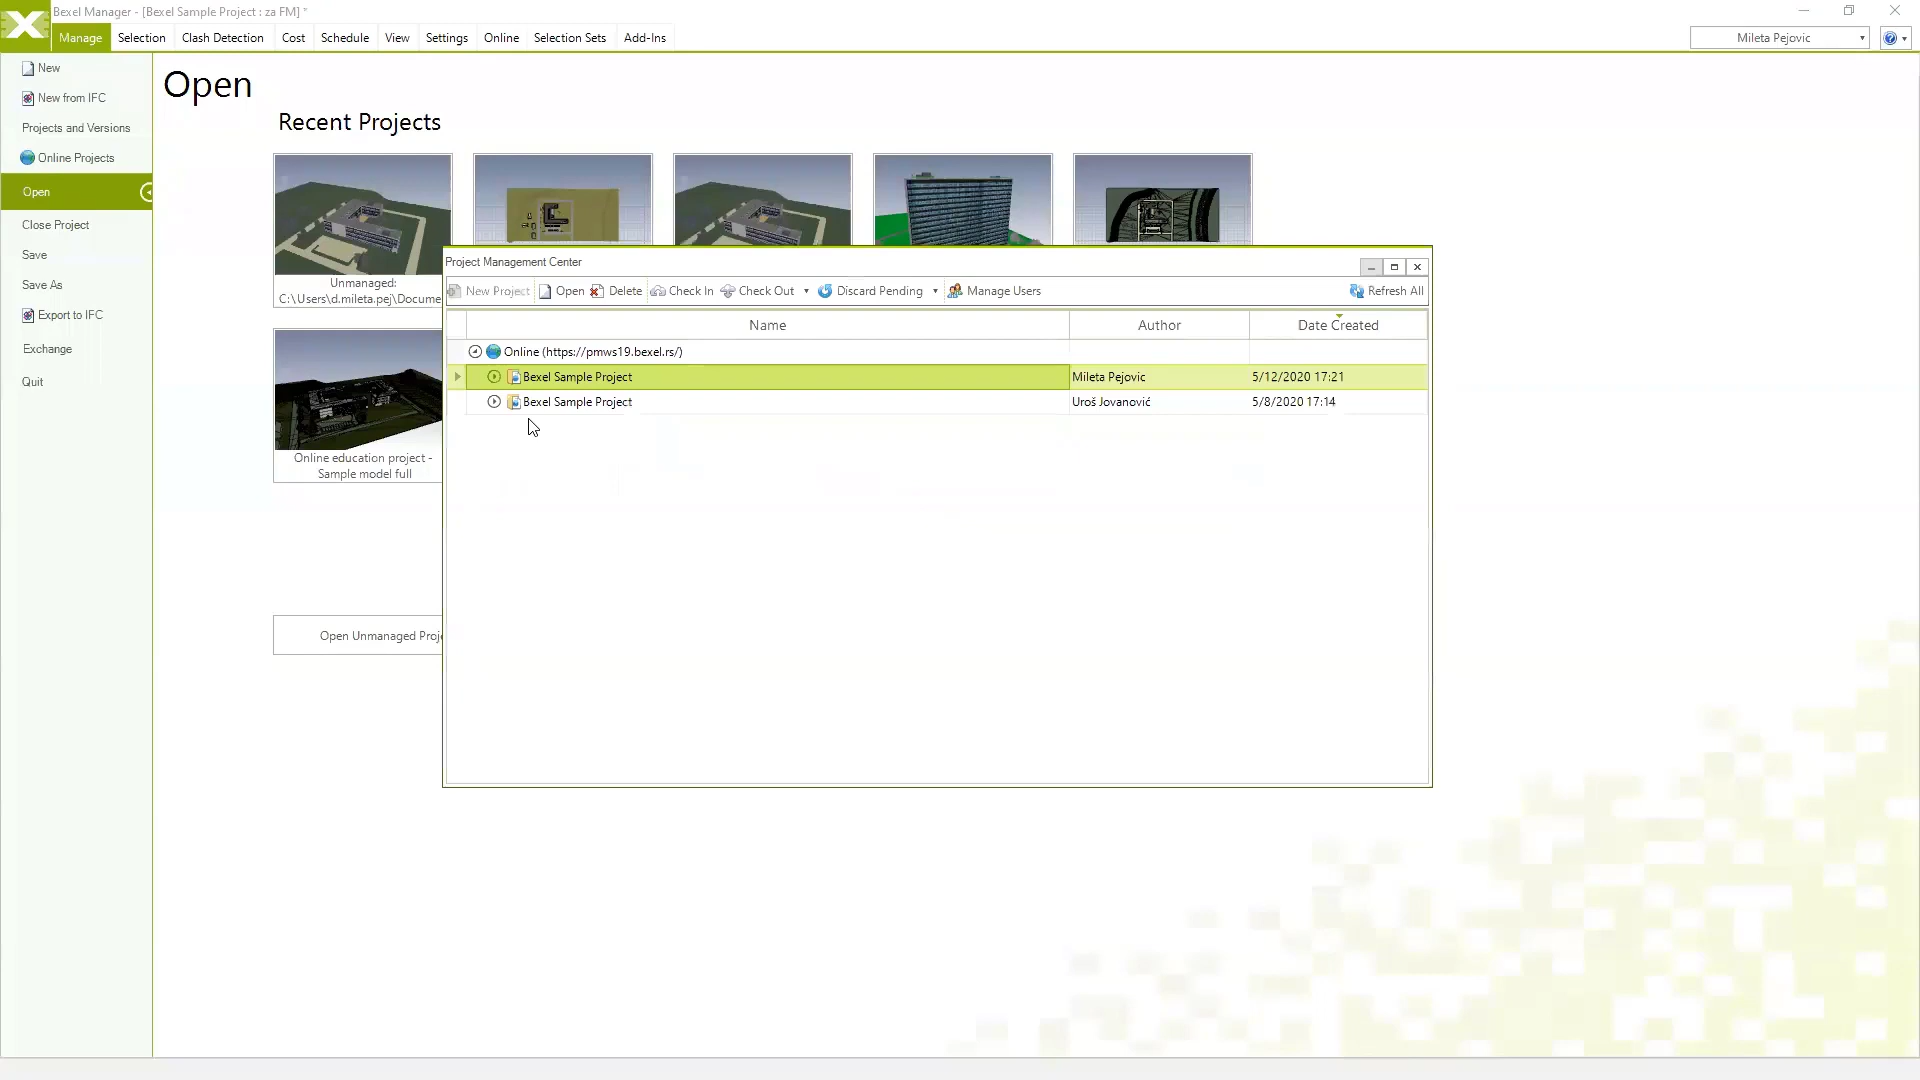 Bexel Manager - [Bexel Sample Project : za FM] *
Manage Selection Clash Detection Cost Schedule View Settings Online Selection Sets Add-Ins Mileta Pejovic
New
New from IFC
Projects and Versions
Online Projects
Open
Close Project
Save
Save As
Export to IFC
Exchange
Quit
Open
Recent Projects
Unmanaged:
C:\Users\d.mileta.pej\Docume
Online education project -
Sample model full
Open Unmanaged Proje
Project Management Center
New Project Open Delete Check In Check Out Discard Pending Manage Users Refresh All
Name Author Date Created
Online (https://pmws19.bexel.rs/)
Bexel Sample Project Mileta Pejovic 5/12/2020 17:21
Bexel Sample Project Uroš Jovanović 5/8/2020 17:14